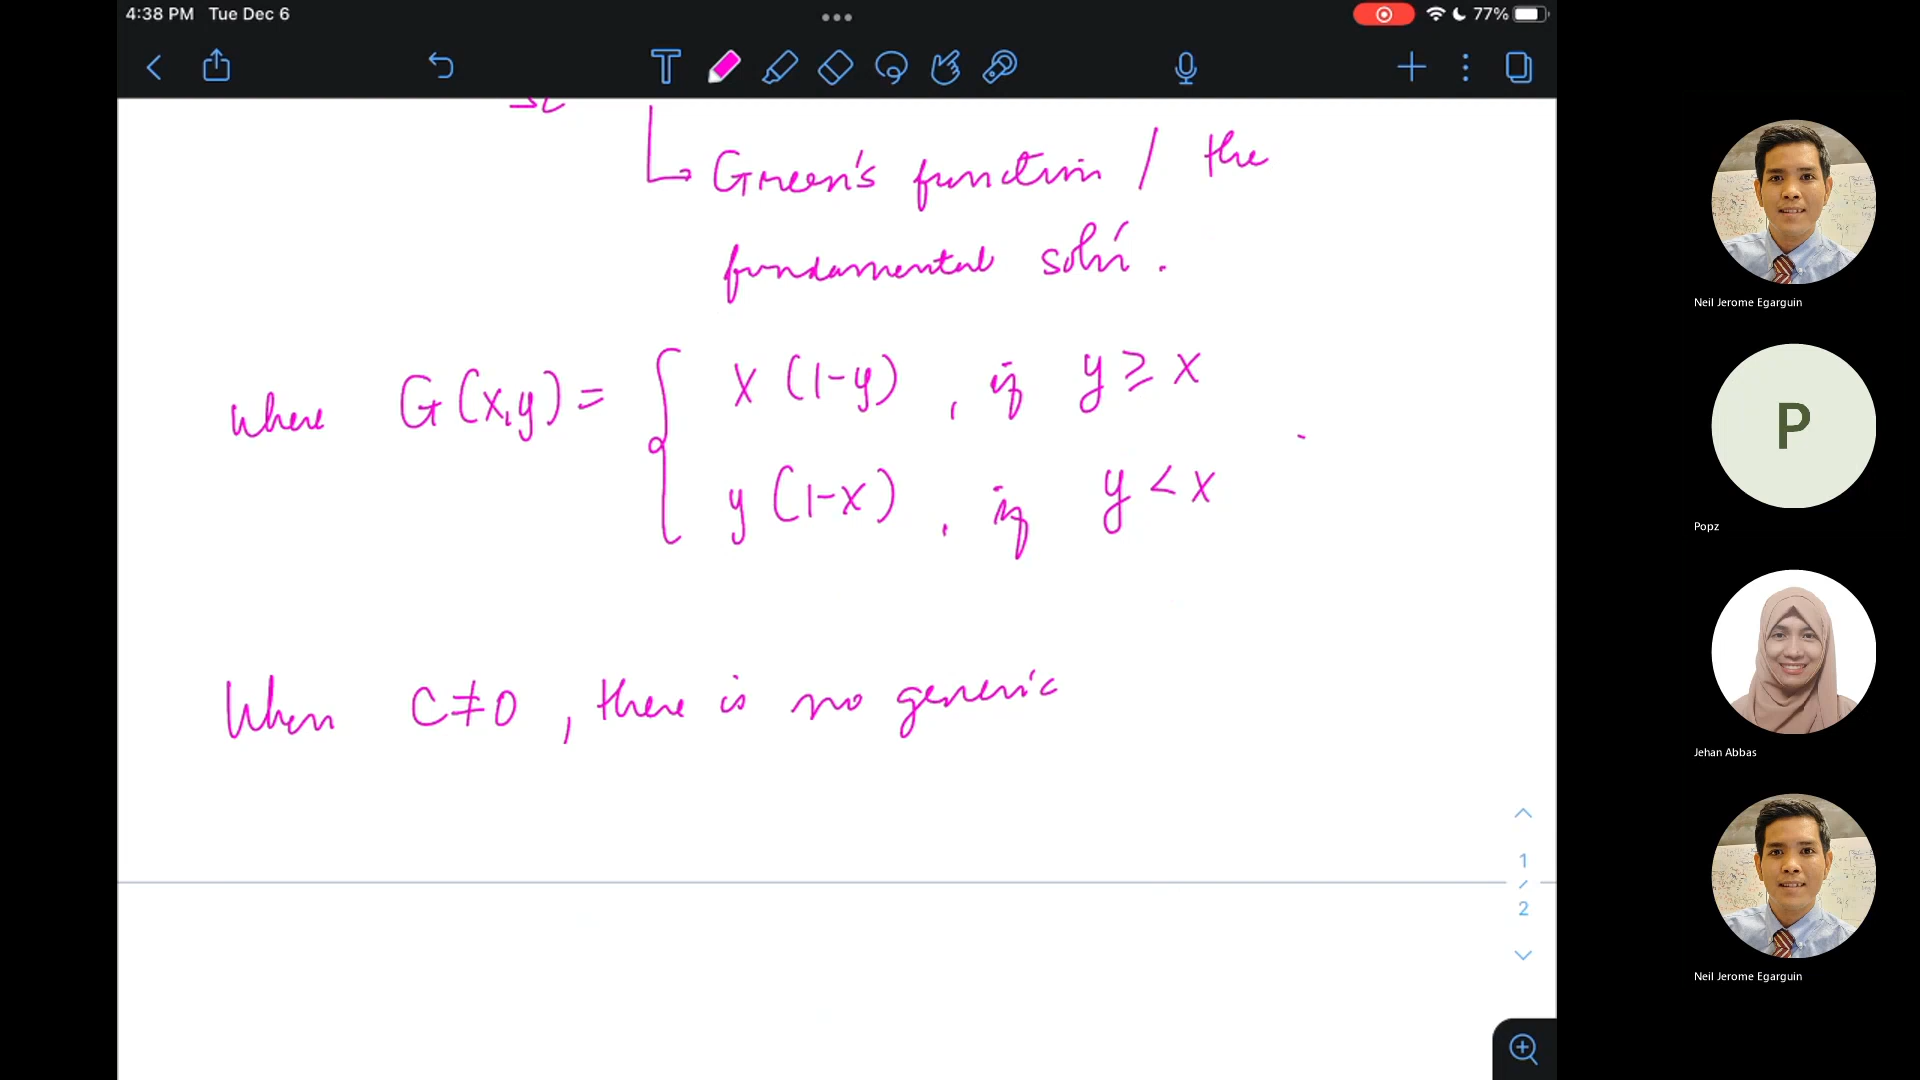 4:38 PM Tue Dec 6
77%
Green's function / the
fundamental sol'n.
where G(x,y) = { x(1-y), if y ≥ x
y(1-x), if y < x
When C≠0, there is no generic
1
/
2
Neil Jerome Egarguin
P
Popz
Jehan Abbas
Neil Jerome Egarguin